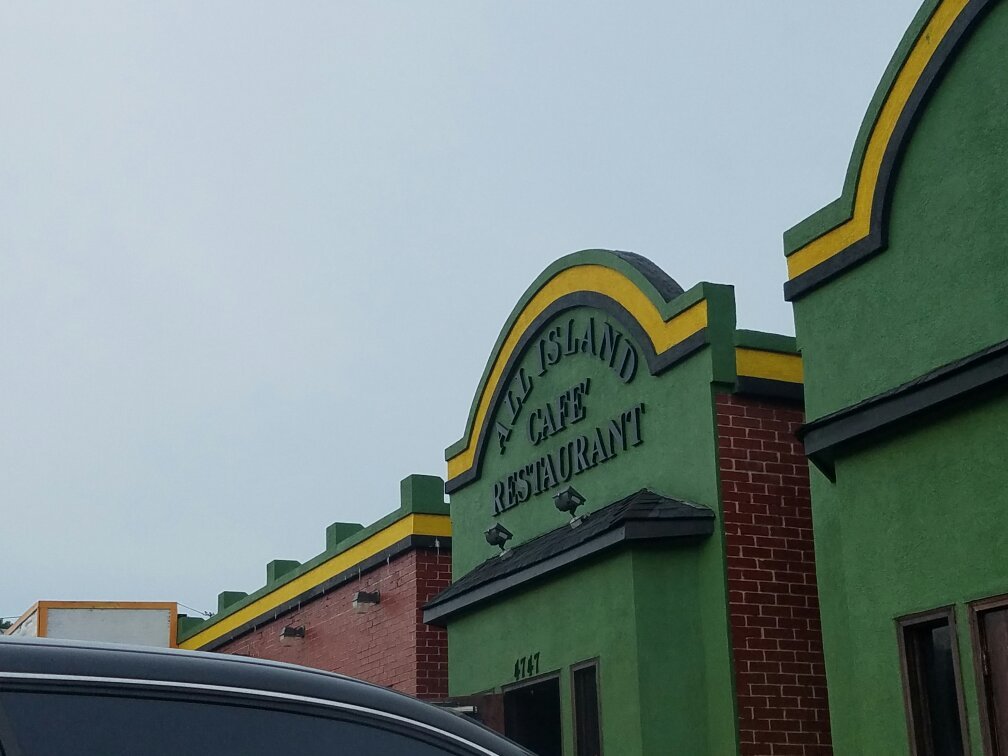 ALL ISLAND
CAFE'
RESTAURANT
4747